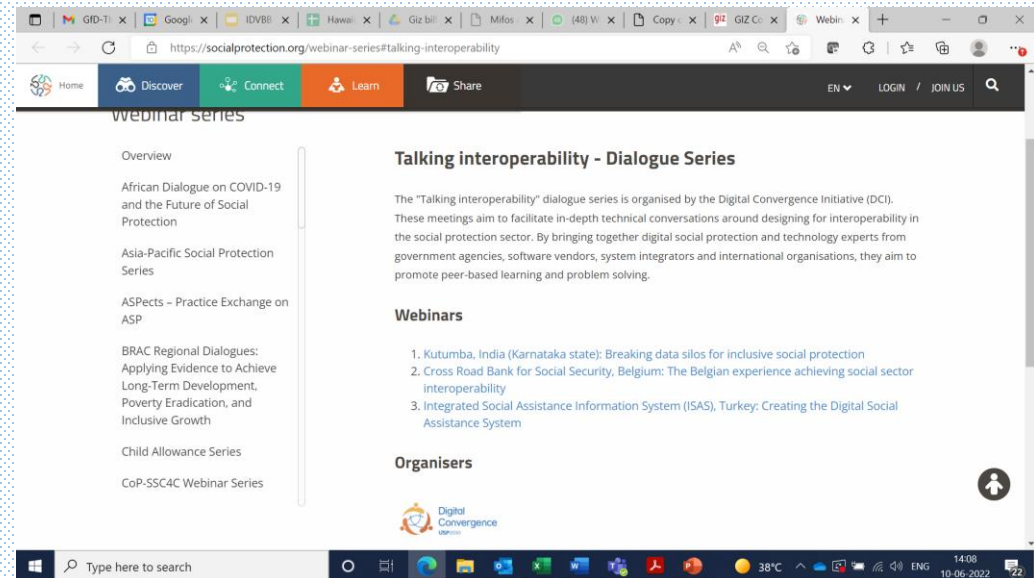 GfD-Ti
Googl
IDVBB
Hawai
Giz bill
Mifos
(48) W
Copy
giz
GIZ Co
Webin
https://socialprotection.org/webinar-series#talking-interoperability
Home
Discover
Connect
Learn
Share
EN
LOGIN / JOIN US
Webinar series
Overview
African Dialogue on COVID-19
and the Future of Social
Protection
Asia-Pacific Social Protection
Series
ASPects – Practice Exchange on
ASP
BRAC Regional Dialogues:
Applying Evidence to Achieve
Long-Term Development,
Poverty Eradication, and
Inclusive Growth
Child Allowance Series
CoP-SSC4C Webinar Series
Talking interoperability - Dialogue Series
The "Talking interoperability" dialogue series is organised by the Digital Convergence Initiative (DCI).
These meetings aim to facilitate in-depth technical conversations around designing for interoperability in
the social protection sector. By bringing together digital social protection and technology experts from
government agencies, software vendors, system integrators and international organisations, they aim to
promote peer-based learning and problem solving.
Webinars
1. Kutumba, India (Karnataka state): Breaking data silos for inclusive social protection
2. Cross Road Bank for Social Security, Belgium: The Belgian experience achieving social sector
interoperability
3. Integrated Social Assistance Information System (ISAS), Turkey: Creating the Digital Social
Assistance System
Organisers
Digital
Convergence
Type here to search
38°C
ENG
14:08
10-06-2022
22